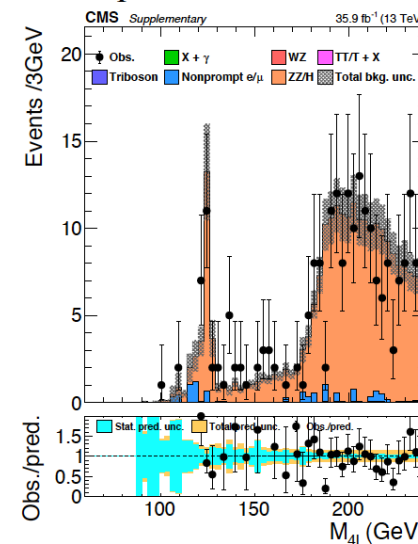 CMS Supplementary 35.9 fb⁻¹ (13 TeV)
Events /3GeV
Obs. X + γ WZ TT/T + X
Triboson Nonprompt e/μ ZZ/H Total bkg. unc.
20
15
10
5
0
Obs./pred.
Stat. pred. unc. Total pred. unc. Obs./pred.
1.5
1
0.5
0
100 150 200
M4l (GeV